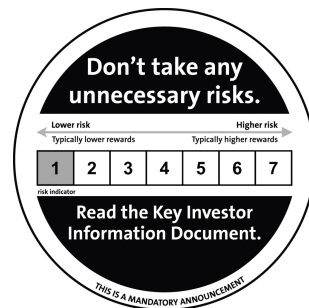 Don't take any
unnecessary risks.
Lower risk Higher risk
Typically lower rewards Typically higher rewards
1 2 3 4 5 6 7
risk indicator
Read the Key Investor
Information Document.
THIS IS A MANDATORY ANNOUNCEMENT